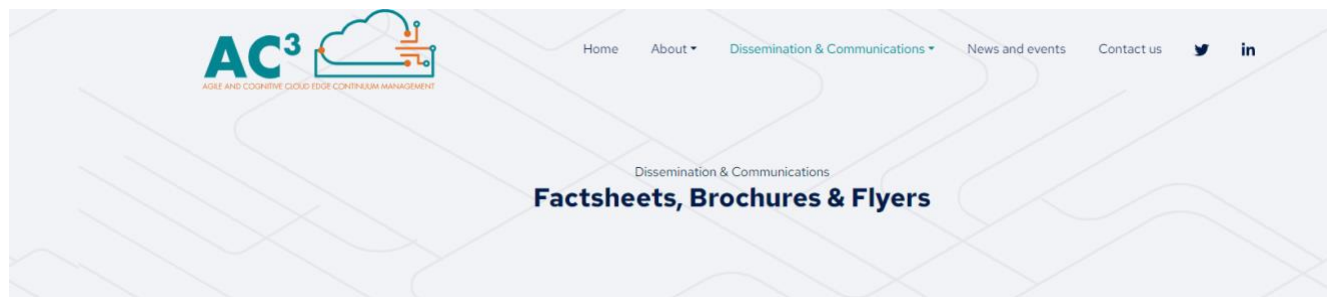 AC³
AGILE AND COGNITIVE CLOUD EDGE CONTINUUM MANAGEMENT
Home About Dissemination & Communications News and events Contact us in
Dissemination & Communications
Factsheets, Brochures & Flyers